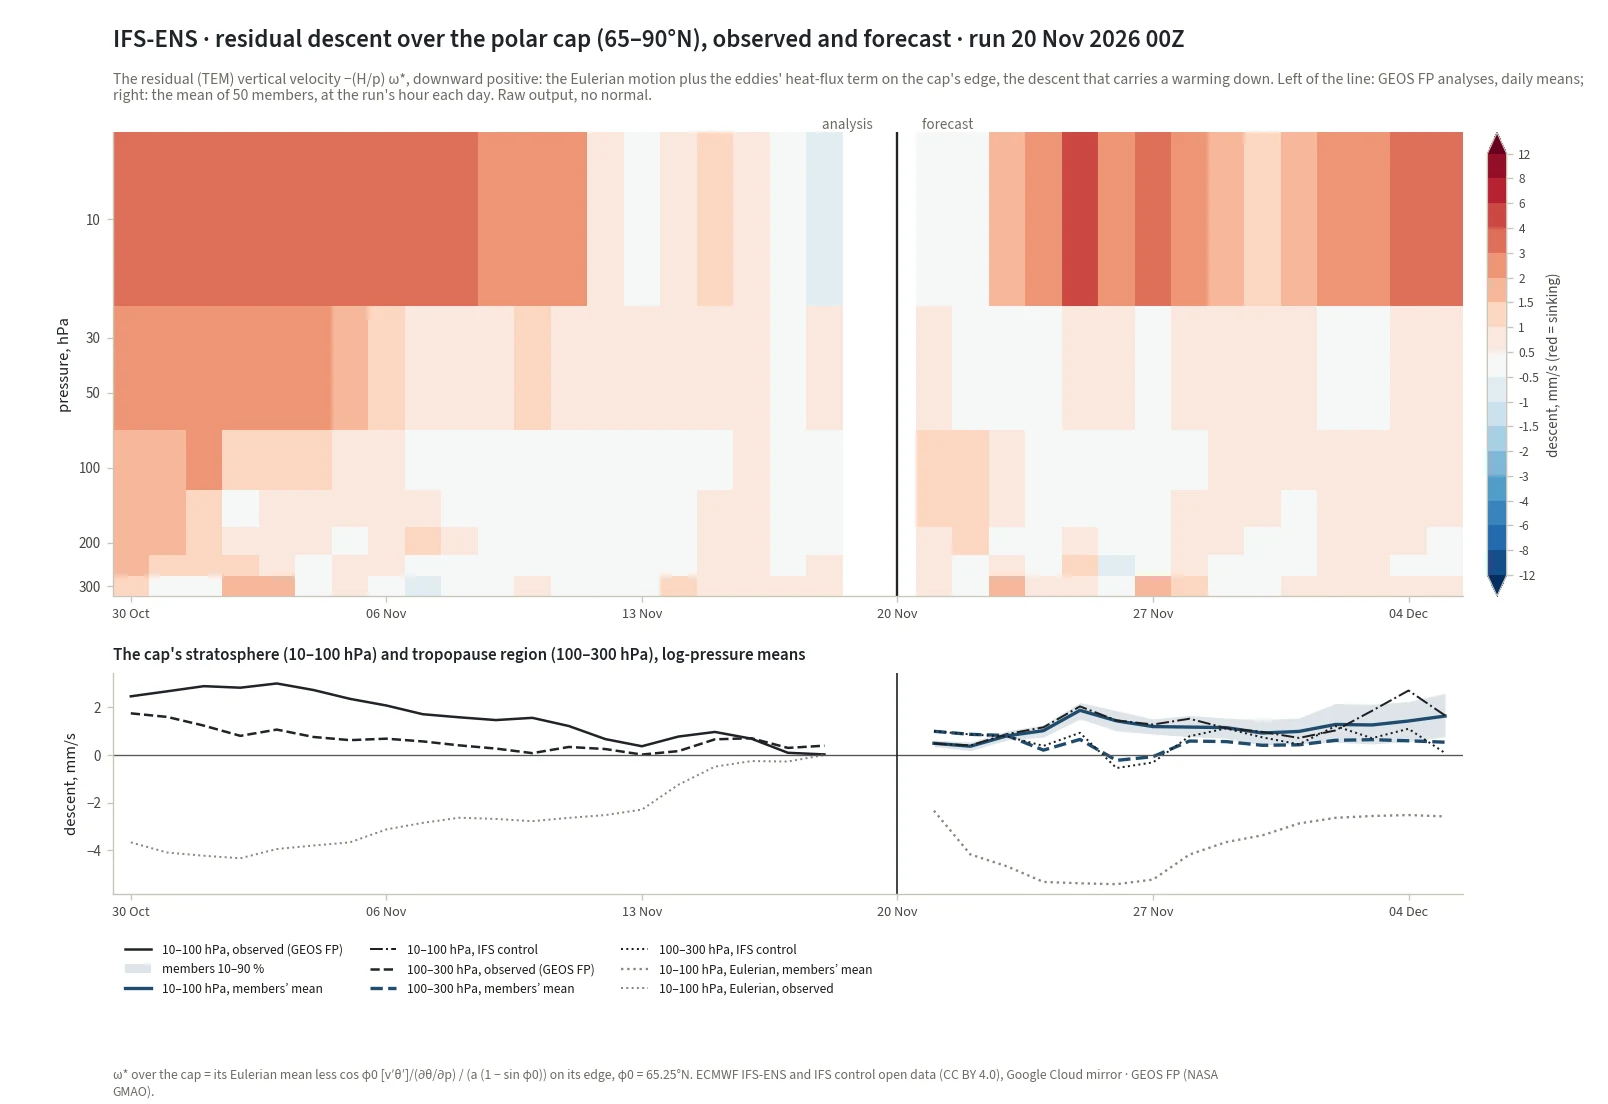 IFS-ENS · residual descent over the polar cap (65–90°N), observed and forecast · run 20 Nov 2026 00Z
The residual (TEM) vertical velocity −(H/p) ω*, downward positive: the Eulerian motion plus the eddies' heat-flux term on the cap's edge, the descent that carries a warming down. Left of the line: GEOS FP analyses, daily means;
right: the mean of 50 members, at the run's hour each day. Raw output, no normal.
analysis
forecast
pressure, hPa
10
30
50
100
200
300
30 Oct
06 Nov
13 Nov
20 Nov
27 Nov
04 Dec
12
8
6
4
3
2
1.5
1
0.5
-0.5
-1
-1.5
-2
-3
-4
-6
-8
-12
descent, mm/s (red = sinking)
The cap's stratosphere (10–100 hPa) and tropopause region (100–300 hPa), log-pressure means
descent, mm/s
2
0
−2
−4
30 Oct
06 Nov
13 Nov
20 Nov
27 Nov
04 Dec
10–100 hPa, observed (GEOS FP)
members 10–90 %
10–100 hPa, members’ mean
10–100 hPa, IFS control
100–300 hPa, observed (GEOS FP)
100–300 hPa, members’ mean
100–300 hPa, IFS control
10–100 hPa, Eulerian, members’ mean
10–100 hPa, Eulerian, observed
ω* over the cap = its Eulerian mean less cos φ0 [v′θ′]/(∂θ/∂p) / (a (1 − sin φ0)) on its edge, φ0 = 65.25°N. ECMWF IFS-ENS and IFS control open data (CC BY 4.0), Google Cloud mirror · GEOS FP (NASA
GMAO).